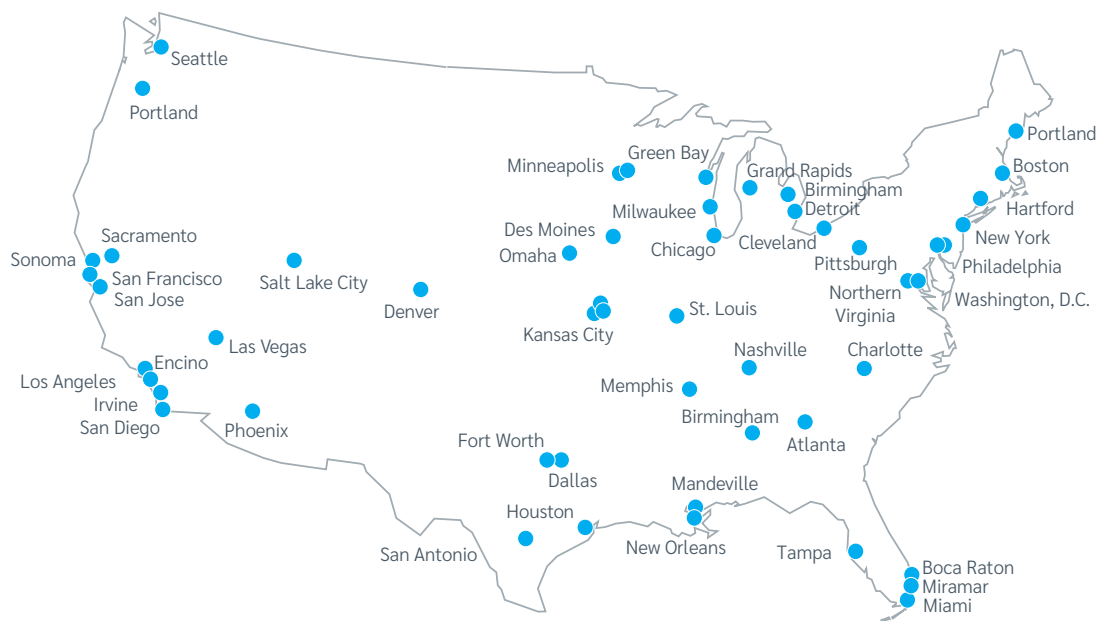 Seattle
Portland
Portland
Boston
Hartford
New York
Philadelphia
Washington, D.C.
Northern
Virginia
Pittsburgh
Cleveland
Detroit
Birmingham
Grand Rapids
Green Bay
Minneapolis
Milwaukee
Chicago
Des Moines
Omaha
Sacramento
Sonoma
San Francisco
San Jose
Salt Lake City
Denver
Kansas City
St. Louis
Las Vegas
Encino
Los Angeles
Irvine
San Diego
Phoenix
Nashville
Charlotte
Memphis
Birmingham
Atlanta
Fort Worth
Dallas
Houston
San Antonio
Mandeville
New Orleans
Tampa
Boca Raton
Miramar
Miami